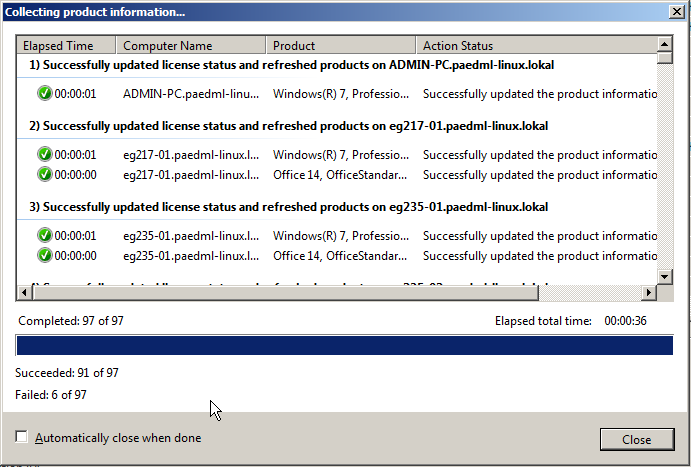 Collecting product information...
Elapsed Time Computer Name Product Action Status
1) Successfully updated license status and refreshed products on ADMIN-PC.paedml-linux.lokal
00:00:01 ADMIN-PC.paedml-linu... Windows(R) 7, Professio... Successfully updated the product informatio
2) Successfully updated license status and refreshed products on eg217-01.paedml-linux.lokal
00:00:01 eg217-01.paedml-linux.l... Windows(R) 7, Professio... Successfully updated the product informatio
00:00:00 eg217-01.paedml-linux.l... Office 14, OfficeStandar... Successfully updated the product informatio
3) Successfully updated license status and refreshed products on eg235-01.paedml-linux.lokal
00:00:01 eg235-01.paedml-linux.l... Windows(R) 7, Professio... Successfully updated the product informatio
00:00:00 eg235-01.paedml-linux.l... Office 14, OfficeStandar... Successfully updated the product informatio
Completed: 97 of 97 Elapsed total time: 00:00:36
Succeeded: 91 of 97
Failed: 6 of 97
Automatically close when done Close